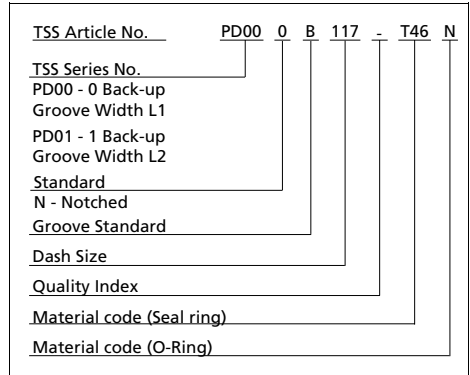 TSS Article No. PD00 0 B 117 - T46 N
TSS Series No.
PD00 - 0 Back-up
Groove Width L1
PD01 - 1 Back-up
Groove Width L2
Standard
N - Notched
Groove Standard
Dash Size
Quality Index
Material code (Seal ring)
Material code (O-Ring)